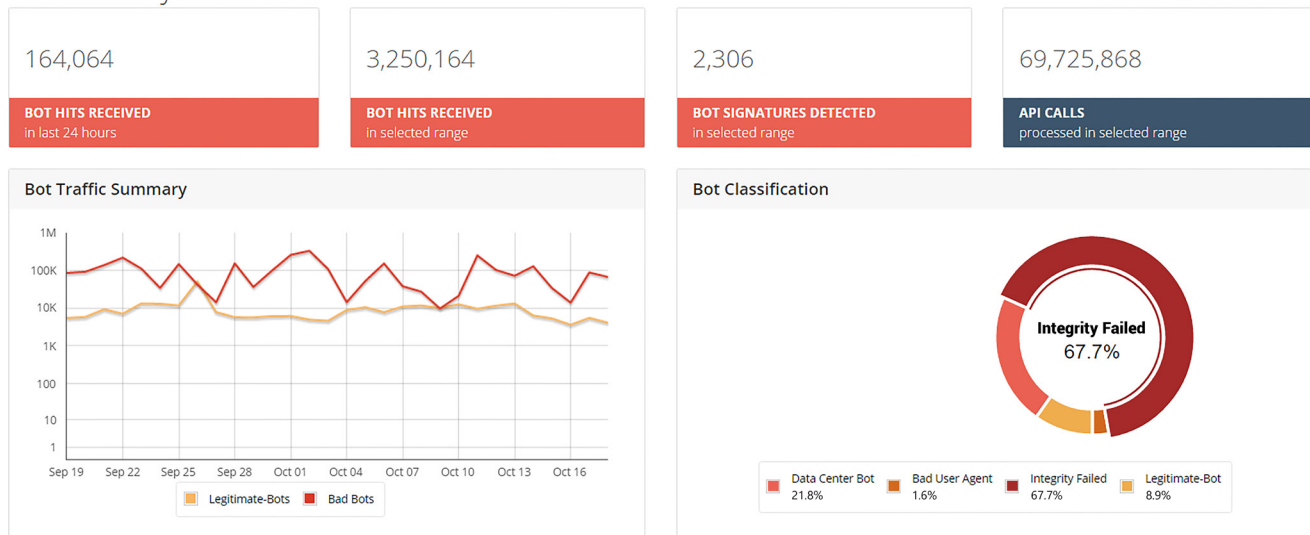 164,064
BOT HITS RECEIVED
in last 24 hours
3,250,164
BOT HITS RECEIVED
in selected range
2,306
BOT SIGNATURES DETECTED
in selected range
69,725,868
API CALLS
processed in selected range
Bot Traffic Summary
1M
100K
10K
1K
100
10
1
Sep 19 Sep 22 Sep 25 Sep 28 Oct 01 Oct 04 Oct 07 Oct 10 Oct 13 Oct 16
Legitimate-Bots Bad Bots
Bot Classification
Integrity Failed
67.7%
Data Center Bot Bad User Agent Integrity Failed Legitimate-Bot
21.8% 1.6% 67.7% 8.9%